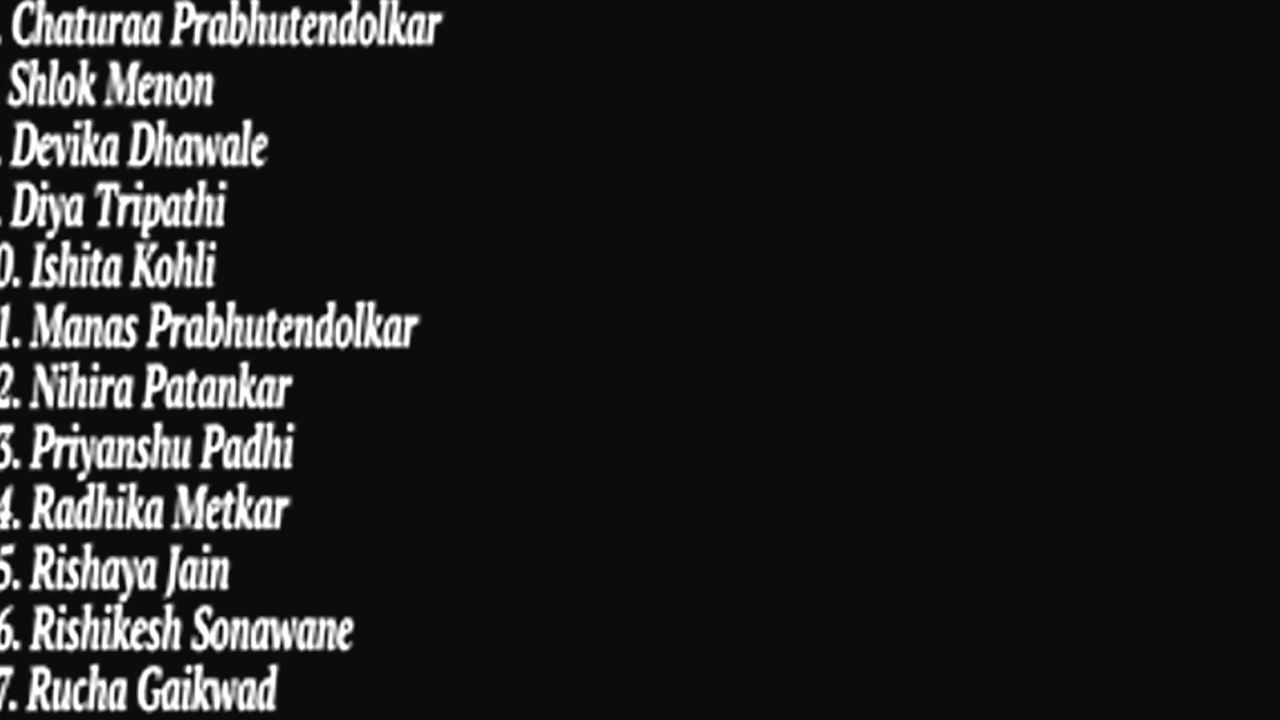 . Chaturaa Prabhutendolkar
Shlok Menon
. Devika Dhawale
. Diya Tripathi
0. Ishita Kohli
1. Manas Prabhutendolkar
2. Nihira Patankar
3. Priyanshu Padhi
4. Radhika Metkar
5. Rishaya Jain
6. Rishikesh Sonawane
7. Rucha Gaikwad